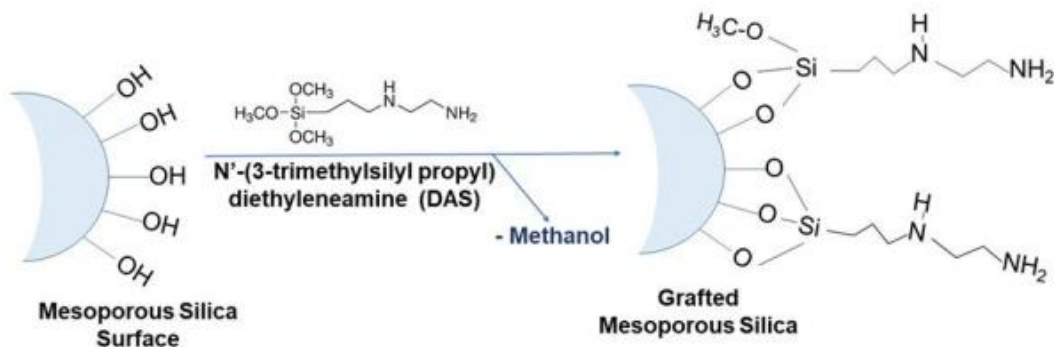 OH
OH
OH
OH
OH
Mesoporous Silica
Surface
OCH₃
H₃CO-Si
OCH₃
H
N
NH₂
N'-(3-trimethylsilyl propyl)
diethyleneamine (DAS)
- Methanol
H₃C-O
O
Si
O
H
N
NH₂
O
O
Si
O
H
N
NH₂
Grafted
Mesoporous Silica